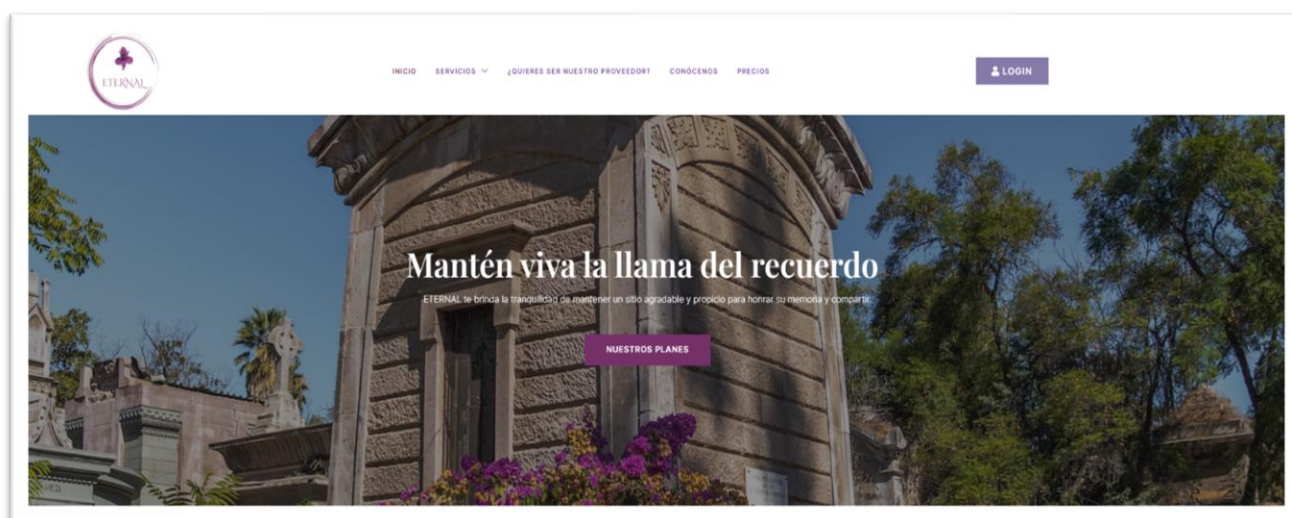 ETERNAL
INICIO SERVICIOS ¿QUIERES SER NUESTRO PROVEEDOR? CONÓCENOS PRECIOS
LOGIN
Mantén viva la llama del recuerdo
ETERNAL te brinda la tranquilidad de mantener un sitio agradable y propicio para honrar su memoria y compartir.
NUESTROS PLANES